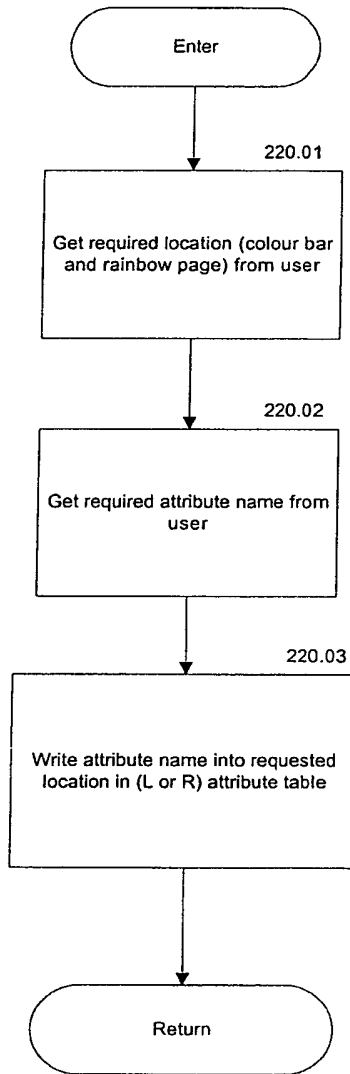 Enter
220.01
Get required location (colour bar
and rainbow page) from user
220.02
Get required attribute name from
user
220.03
Write attribute name into requested
location in (L or R) attribute table
Return